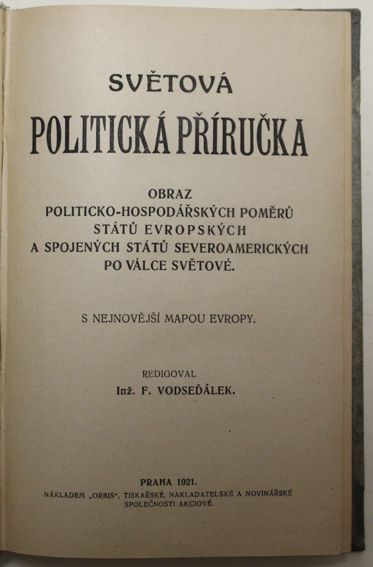 SVĚTOVÁ
POLITICKÁ PŘÍRUČKA
OBRAZ
POLITICKO-HOSPODÁŘSKÝCH POMĚRŮ
STÁTŮ EVROPSKÝCH
A SPOJENÝCH STÁTŮ SEVEROAMERICKÝCH
PO VÁLCE SVĚTOVÉ.
S NEJNOVĚJŠÍ MAPOU EVROPY.
REDIGOVAL
Inž. F. VODSEĎÁLEK.
PRAHA 1921.
NÁKLADEM „ORBIS“, TISKAŘSKÉ, NAKLADATELSKÉ A NOVINÁŘSKÉ
SPOLEČNOSTI AKCIOVÉ.